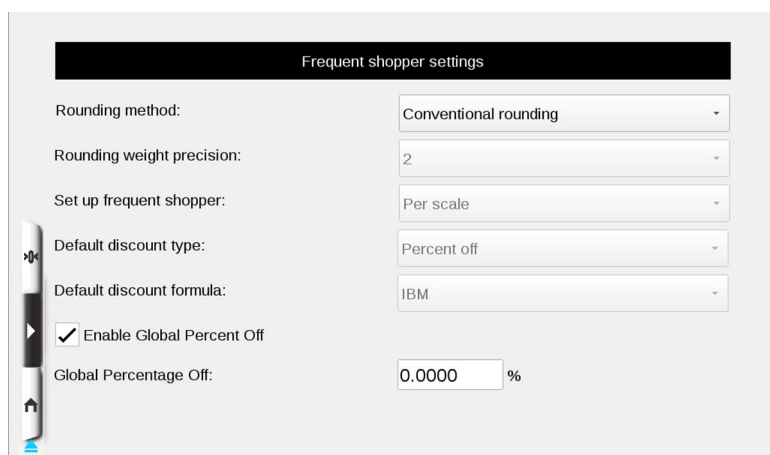 Frequent shopper settings
Rounding method: Conventional rounding
Rounding weight precision: 2
Set up frequent shopper: Per scale
Default discount type: Percent off
Default discount formula: IBM
Enable Global Percent Off
Global Percentage Off: 0.0000 %
>0<